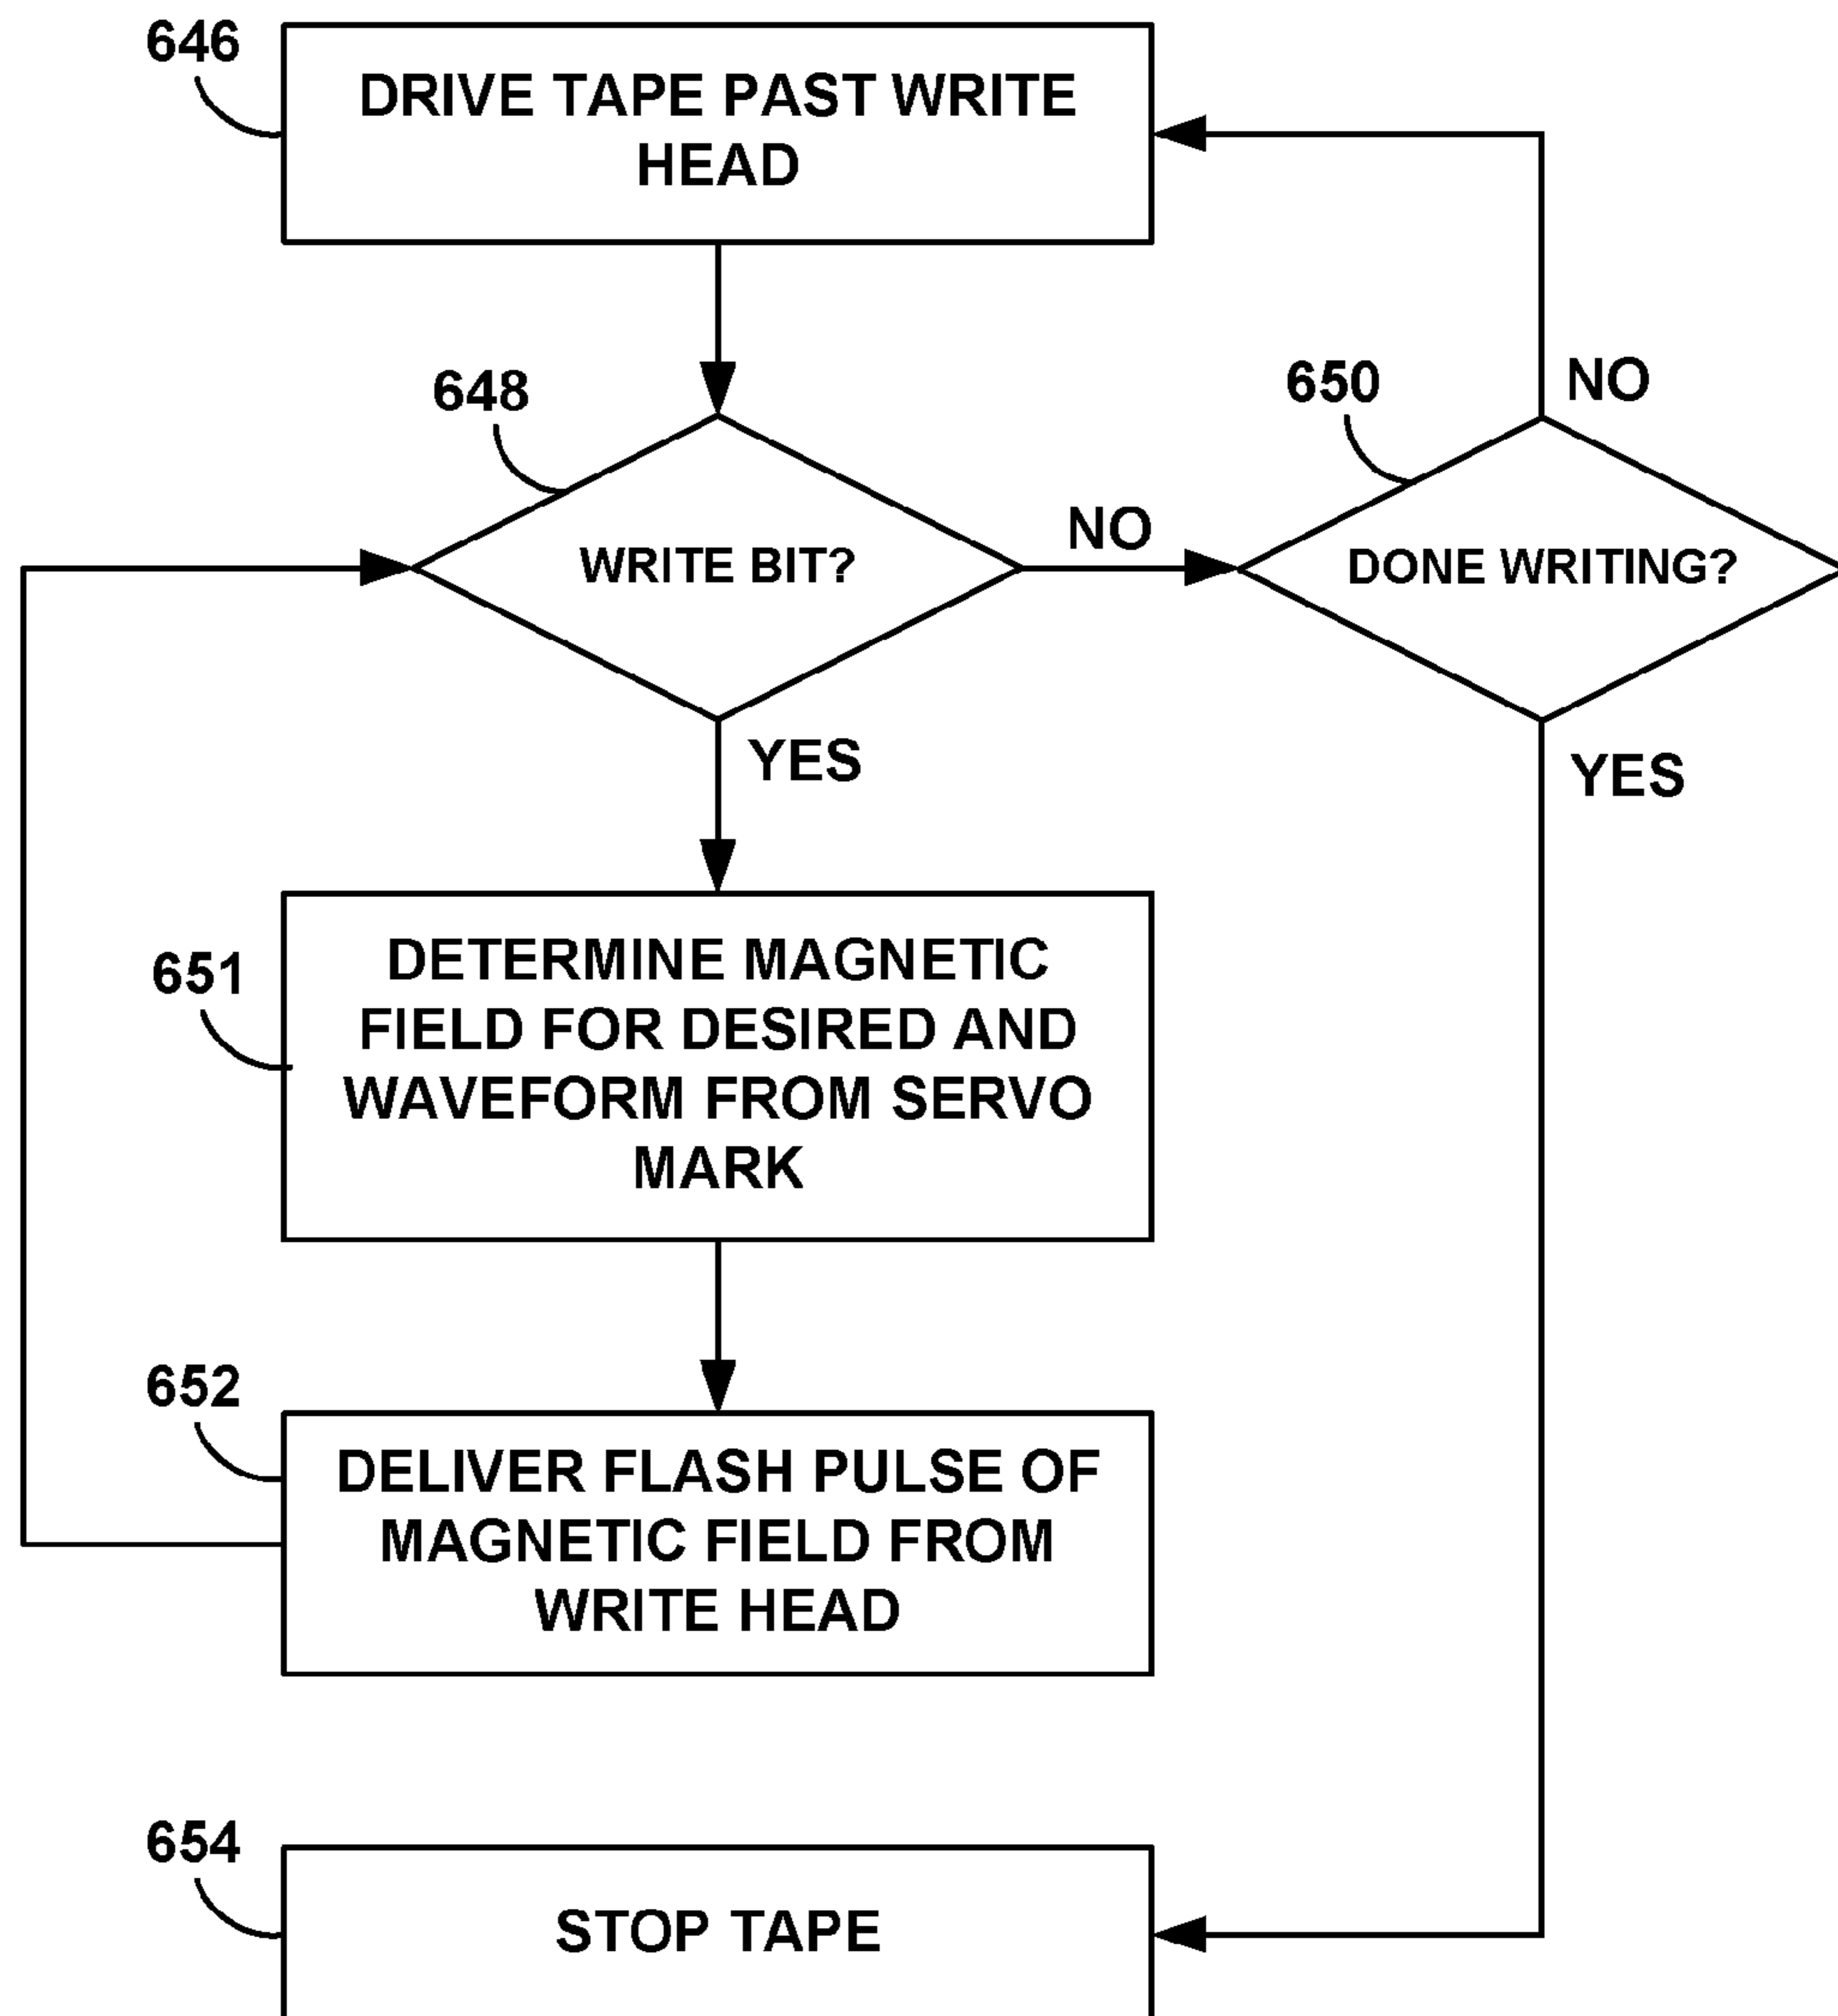 646
DRIVE TAPE PAST WRITE
HEAD
648
WRITE BIT?
NO
650
NO
DONE WRITING?
YES
YES
651
DETERMINE MAGNETIC
FIELD FOR DESIRED AND
WAVEFORM FROM SERVO
MARK
652
DELIVER FLASH PULSE OF
MAGNETIC FIELD FROM
WRITE HEAD
654
STOP TAPE